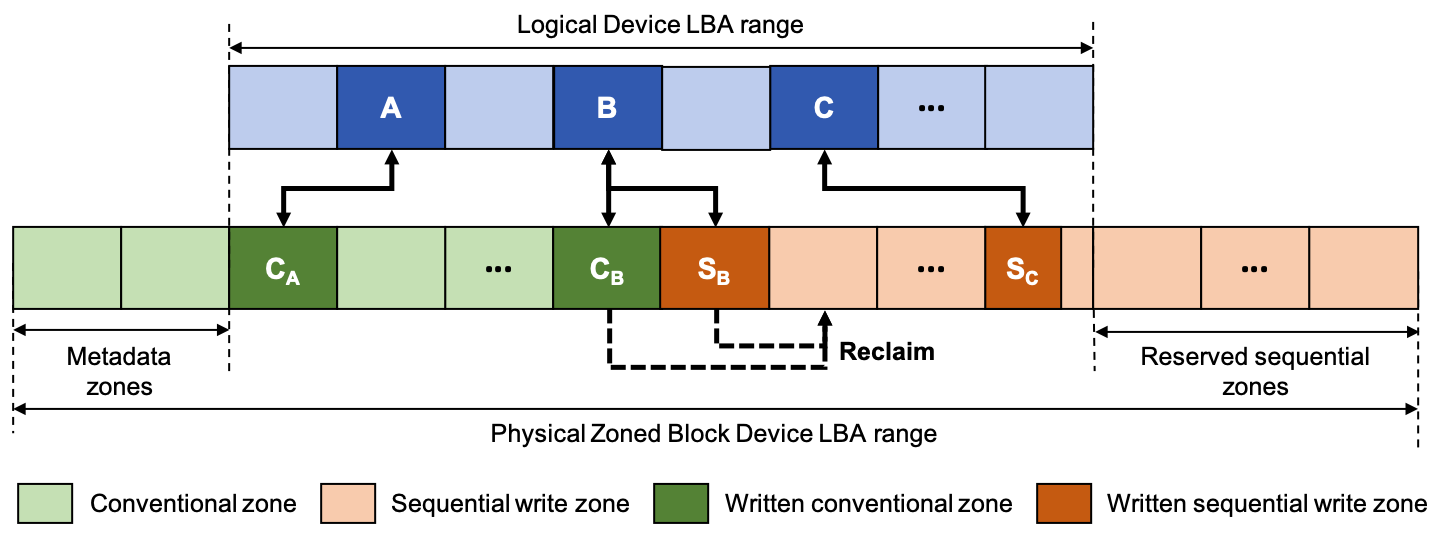 Logical Device LBA range
A
B
C
...
C_A
...
C_B
S_B
...
S_C
...
Metadata
zones
Reclaim
Reserved sequential
zones
Physical Zoned Block Device LBA range
Conventional zone
Sequential write zone
Written conventional zone
Written sequential write zone